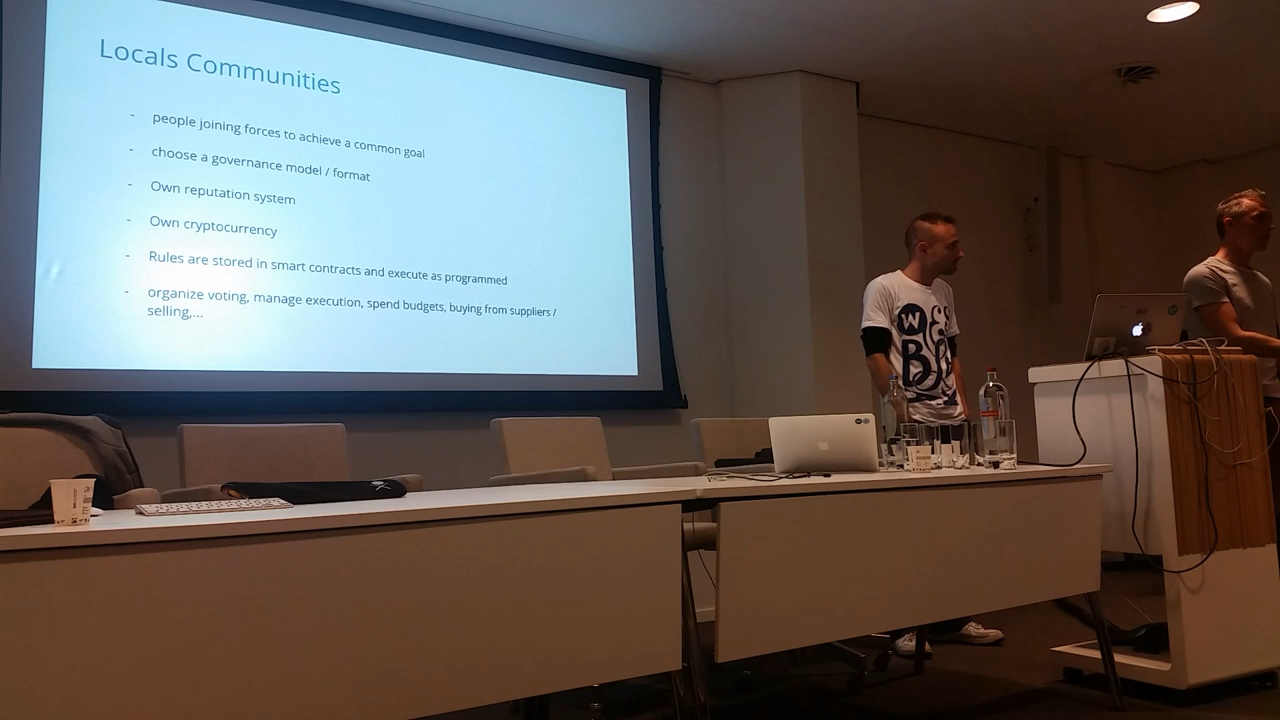 Locals Communities
- people joining forces to achieve a common goal
- choose a governance model / format
- Own reputation system
- Own cryptocurrency
- Rules are stored in smart contracts and execute as programmed
- organize voting, manage execution, spend budgets, buying from suppliers /
selling,...
W